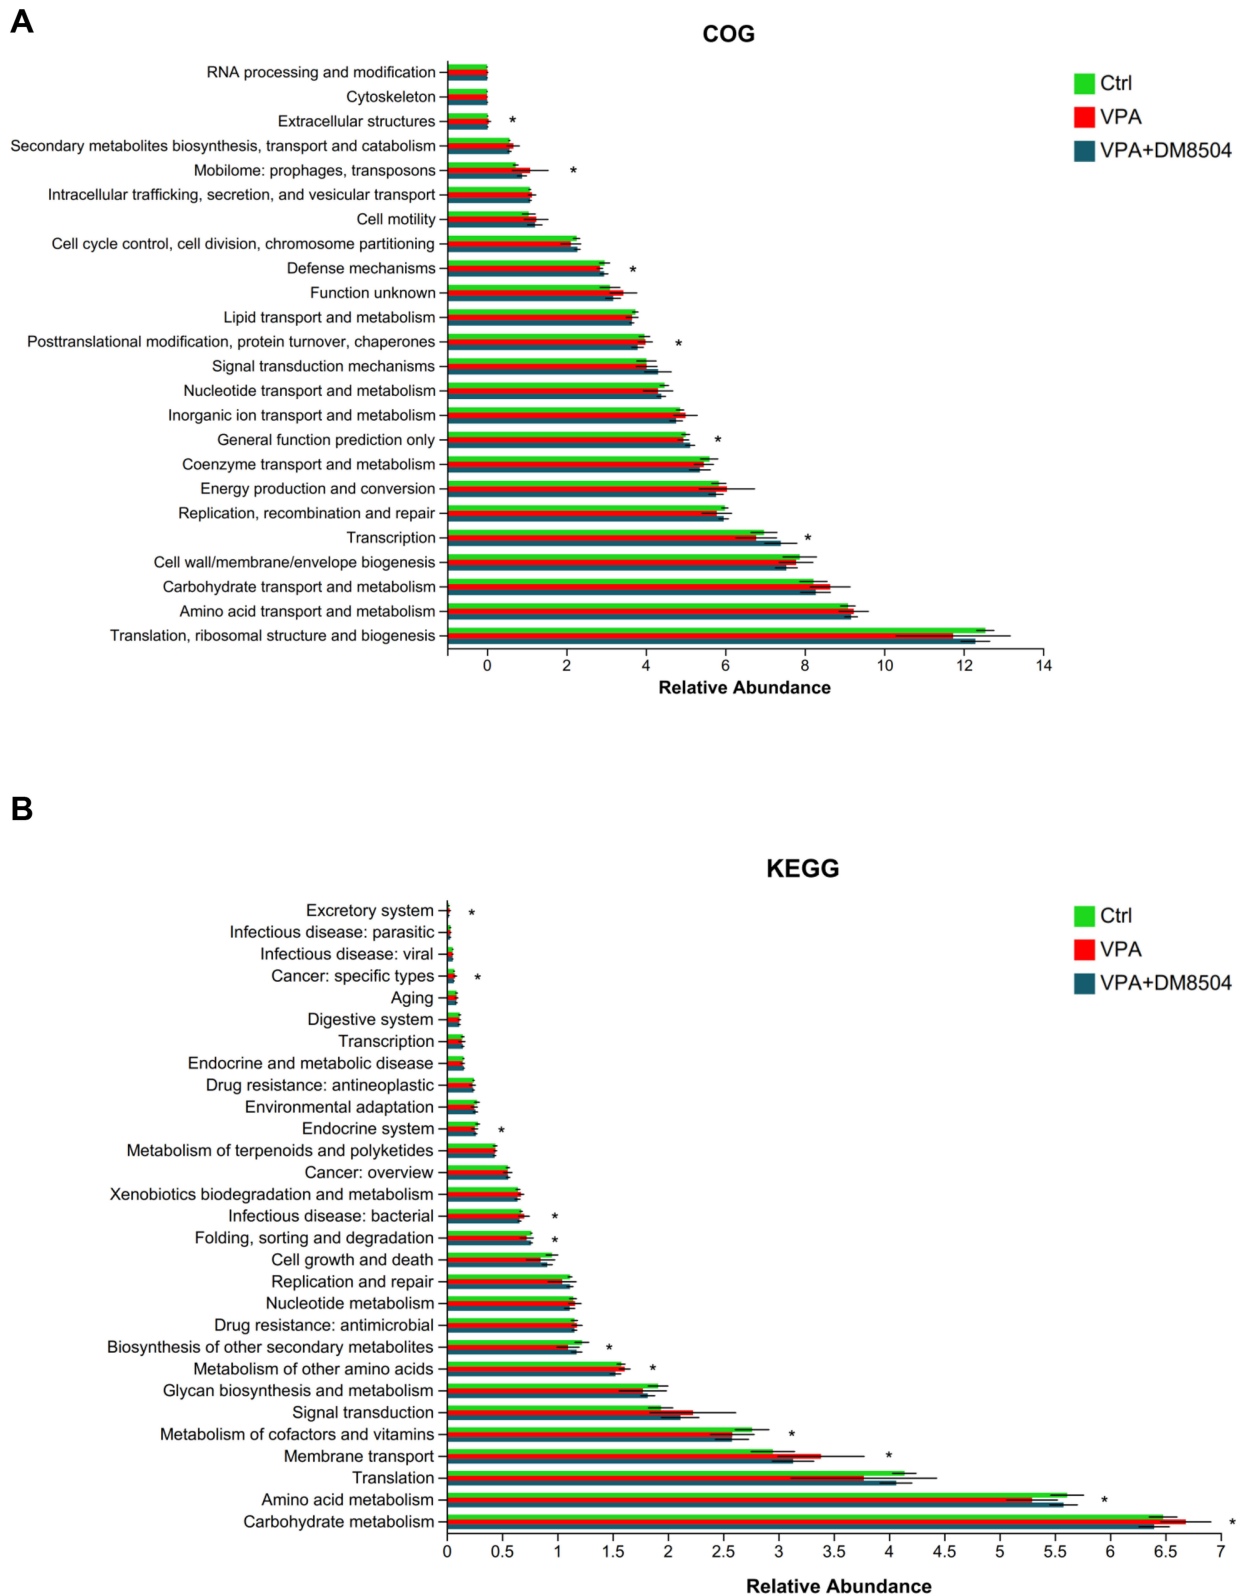 A
COG
RNA processing and modification
Cytoskeleton
Extracellular structures *
Secondary metabolites biosynthesis, transport and catabolism
Mobilome: prophages, transposons *
Intracellular trafficking, secretion, and vesicular transport
Cell motility
Cell cycle control, cell division, chromosome partitioning
Defense mechanisms *
Function unknown
Lipid transport and metabolism
Posttranslational modification, protein turnover, chaperones *
Signal transduction mechanisms
Nucleotide transport and metabolism
Inorganic ion transport and metabolism
General function prediction only *
Coenzyme transport and metabolism
Energy production and conversion
Replication, recombination and repair
Transcription *
Cell wall/membrane/envelope biogenesis
Carbohydrate transport and metabolism
Amino acid transport and metabolism
Translation, ribosomal structure and biogenesis
0 2 4 6 8 10 12 14
Relative Abundance
Ctrl
VPA
VPA+DM8504
B
KEGG
Excretory system *
Infectious disease: parasitic
Infectious disease: viral
Cancer: specific types *
Aging
Digestive system
Transcription
Endocrine and metabolic disease
Drug resistance: antineoplastic
Environmental adaptation
Endocrine system *
Metabolism of terpenoids and polyketides
Cancer: overview
Xenobiotics biodegradation and metabolism
Infectious disease: bacterial *
Folding, sorting and degradation *
Cell growth and death
Replication and repair
Nucleotide metabolism
Drug resistance: antimicrobial
Biosynthesis of other secondary metabolites *
Metabolism of other amino acids *
Glycan biosynthesis and metabolism
Signal transduction
Metabolism of cofactors and vitamins *
Membrane transport *
Translation
Amino acid metabolism *
Carbohydrate metabolism *
0 0.5 1 1.5 2 2.5 3 3.5 4 4.5 5 5.5 6 6.5 7
Relative Abundance
Ctrl
VPA
VPA+DM8504